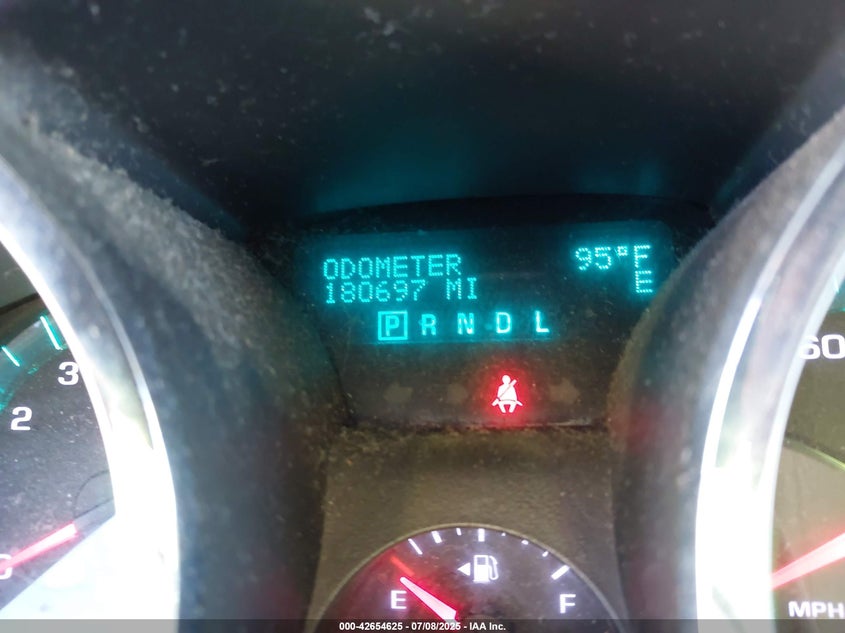 ODOMETER 95°F
180697 MI E
P R N D L
3
2
60
E F
MPH
000-42654625 - 07/08/2025 - IAA Inc.